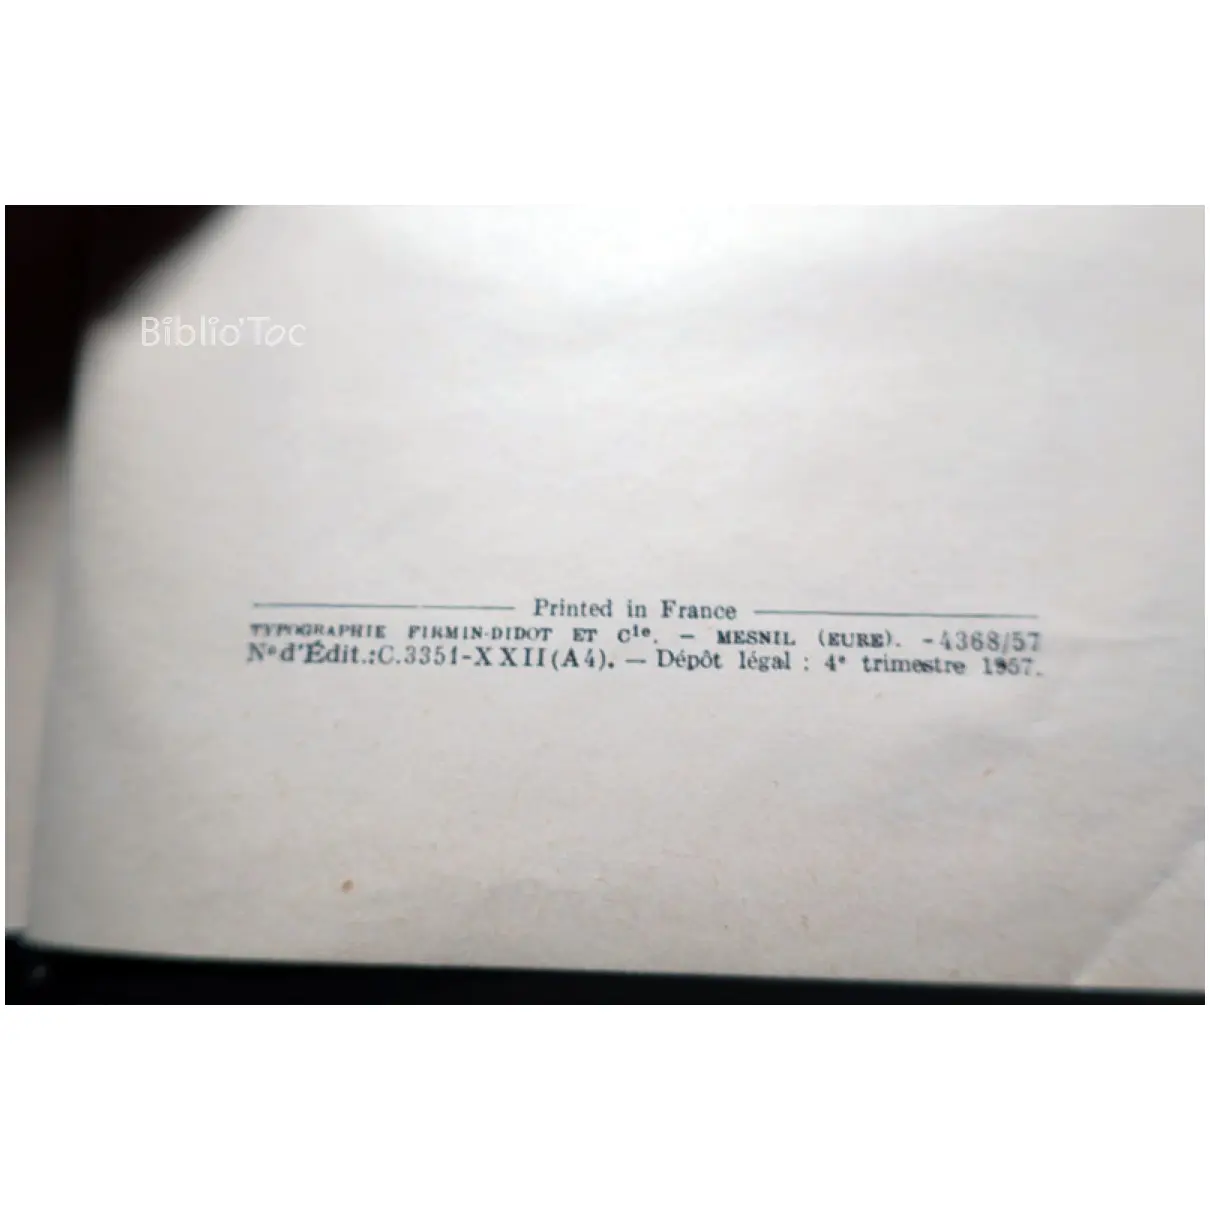 Biblio'Toc
Printed in France
TYPOGRAPHIE FIRMIN-DIDOT ET Cie. – MESNIL (EURE). -4368/57
N° d'Édit.:C.3351-XXII(A4). — Dépôt légal : 4e trimestre 1957.